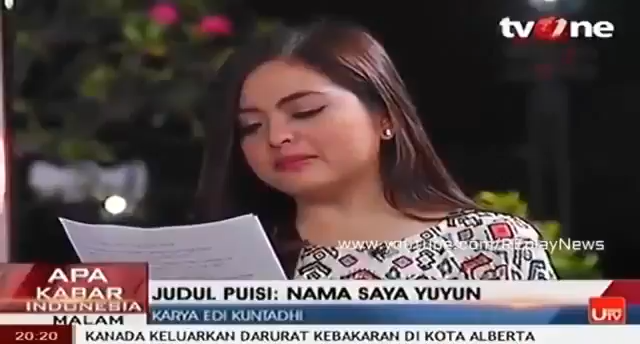 tvOne
www.youtube.com/REplayNews
APA
KABAR
INDONESIA
MALAM
JUDUL PUISI: NAMA SAYA YUYUN
KARYA EDI KUNTADHI
UTV
20:20
KANADA KELUARKAN DARURAT KEBAKARAN DI KOTA ALBERTA